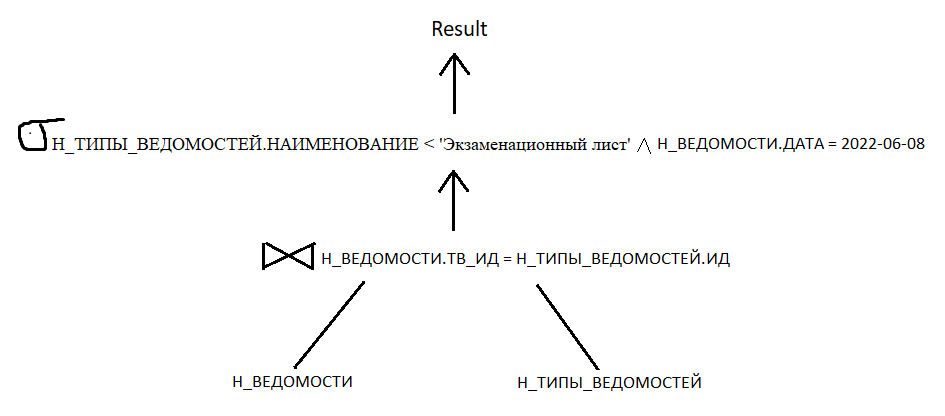 Result
σ Н_ТИПЫ_ВЕДОМОСТЕЙ.НАИМЕНОВАНИЕ < 'Экзаменационный лист' ∧ Н_ВЕДОМОСТИ.ДАТА = 2022-06-08
⋈ Н_ВЕДОМОСТИ.ТВ_ИД = Н_ТИПЫ_ВЕДОМОСТЕЙ.ИД
Н_ВЕДОМОСТИ
Н_ТИПЫ_ВЕДОМОСТЕЙ